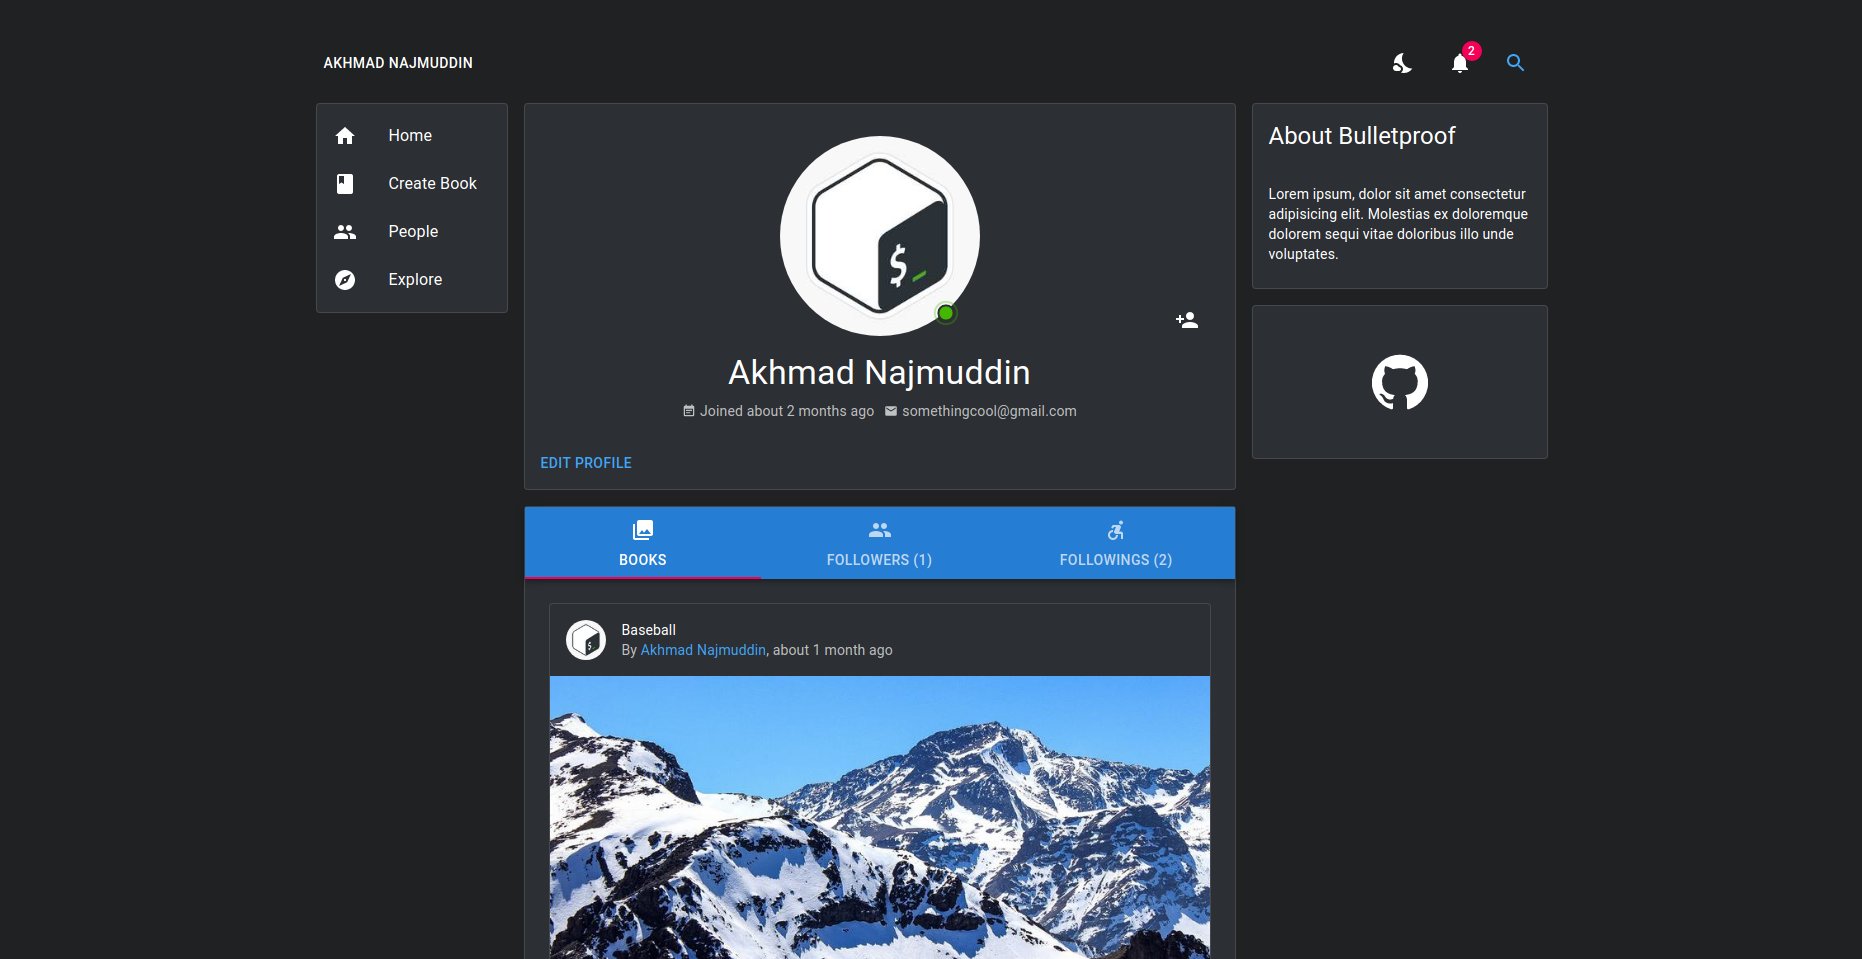 AKHMAD NAJMUDDIN
2
Home
Create Book
People
Explore
$_
Akhmad Najmuddin
Joined about 2 months ago somethingcool@gmail.com
EDIT PROFILE
About Bulletproof
Lorem ipsum, dolor sit amet consectetur
adipisicing elit. Molestias ex doloremque
dolorem sequi vitae doloribus illo unde
voluptates.
BOOKS
FOLLOWERS (1)
FOLLOWINGS (2)
$_
Baseball
By Akhmad Najmuddin, about 1 month ago